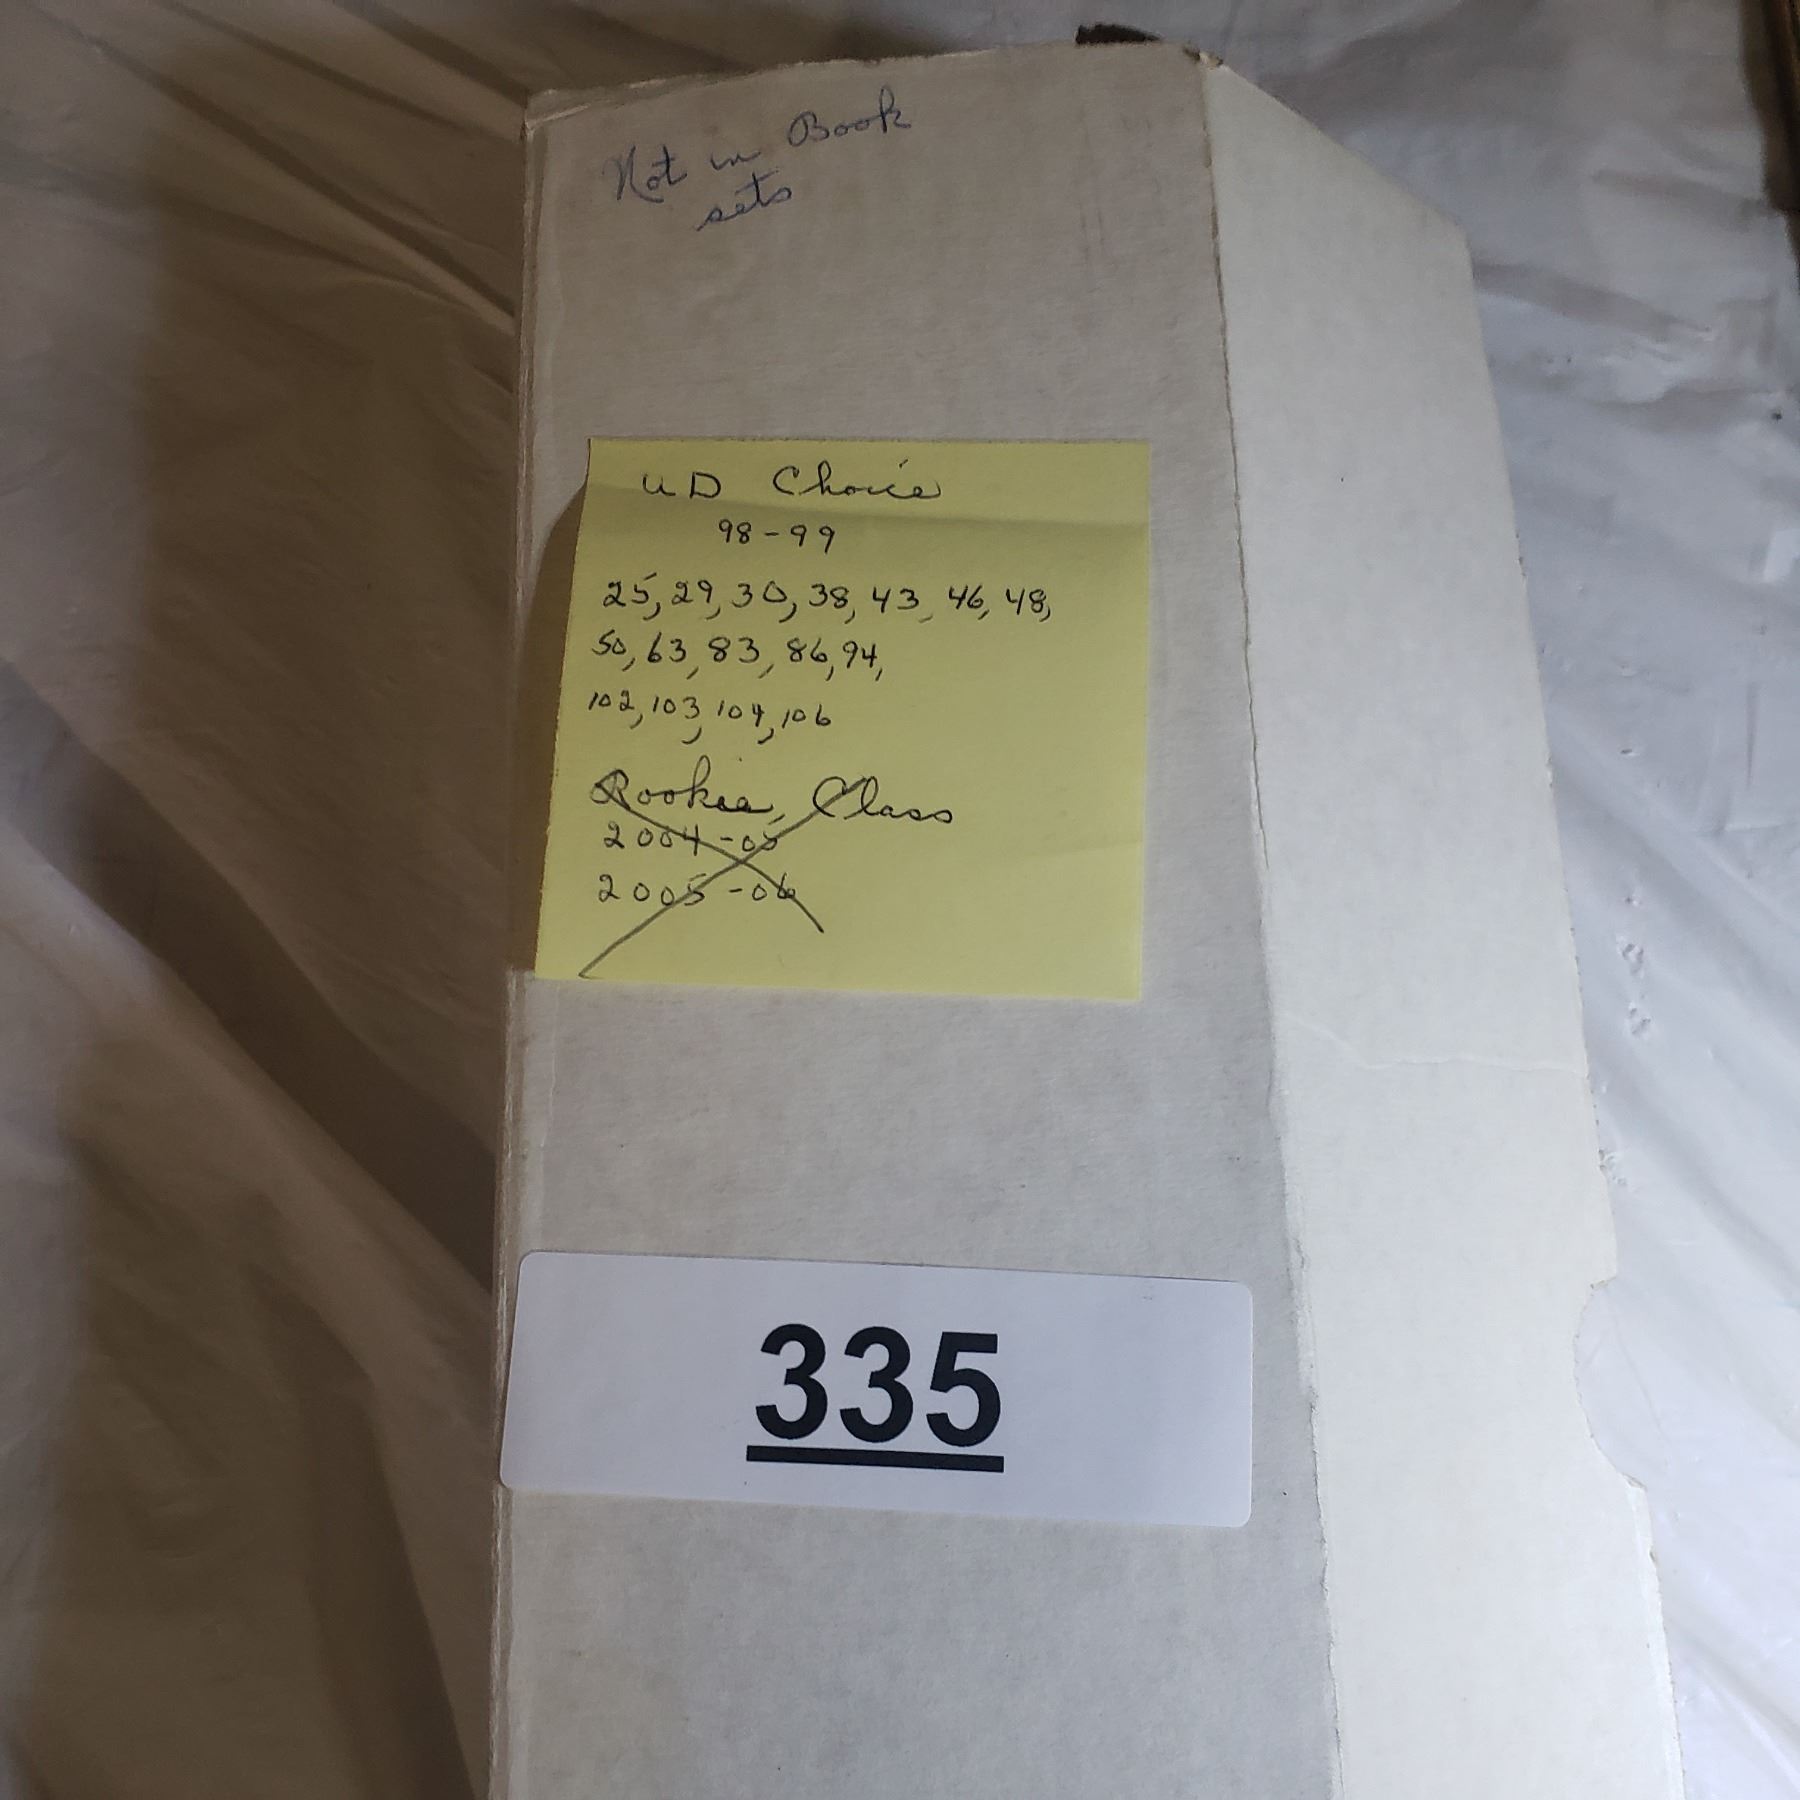 Not in Book
sets
UD Choice
98-99
25, 29, 30, 38, 43, 46, 48,
50, 63, 83, 86, 94,
102, 103, 104, 106
Rookie Class
2004-05
2005-06
335